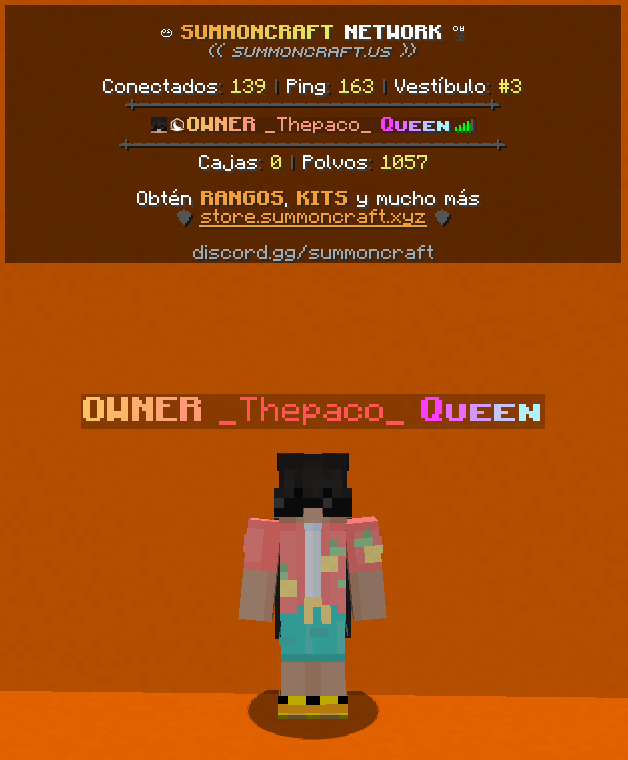 SUMMONCRAFT NETWORK
(( SUMMONCRAFT.US ))
Conectados: 139 | Ping: 163 | Vestíbulo: #3
OWNER _Thepaco_ Queen
Cajas: 0 | Polvos: 1057
Obtén RANGOS, KITS y mucho más
store.summoncraft.xyz
discord.gg/summoncraft
OWNER _Thepaco_ Queen